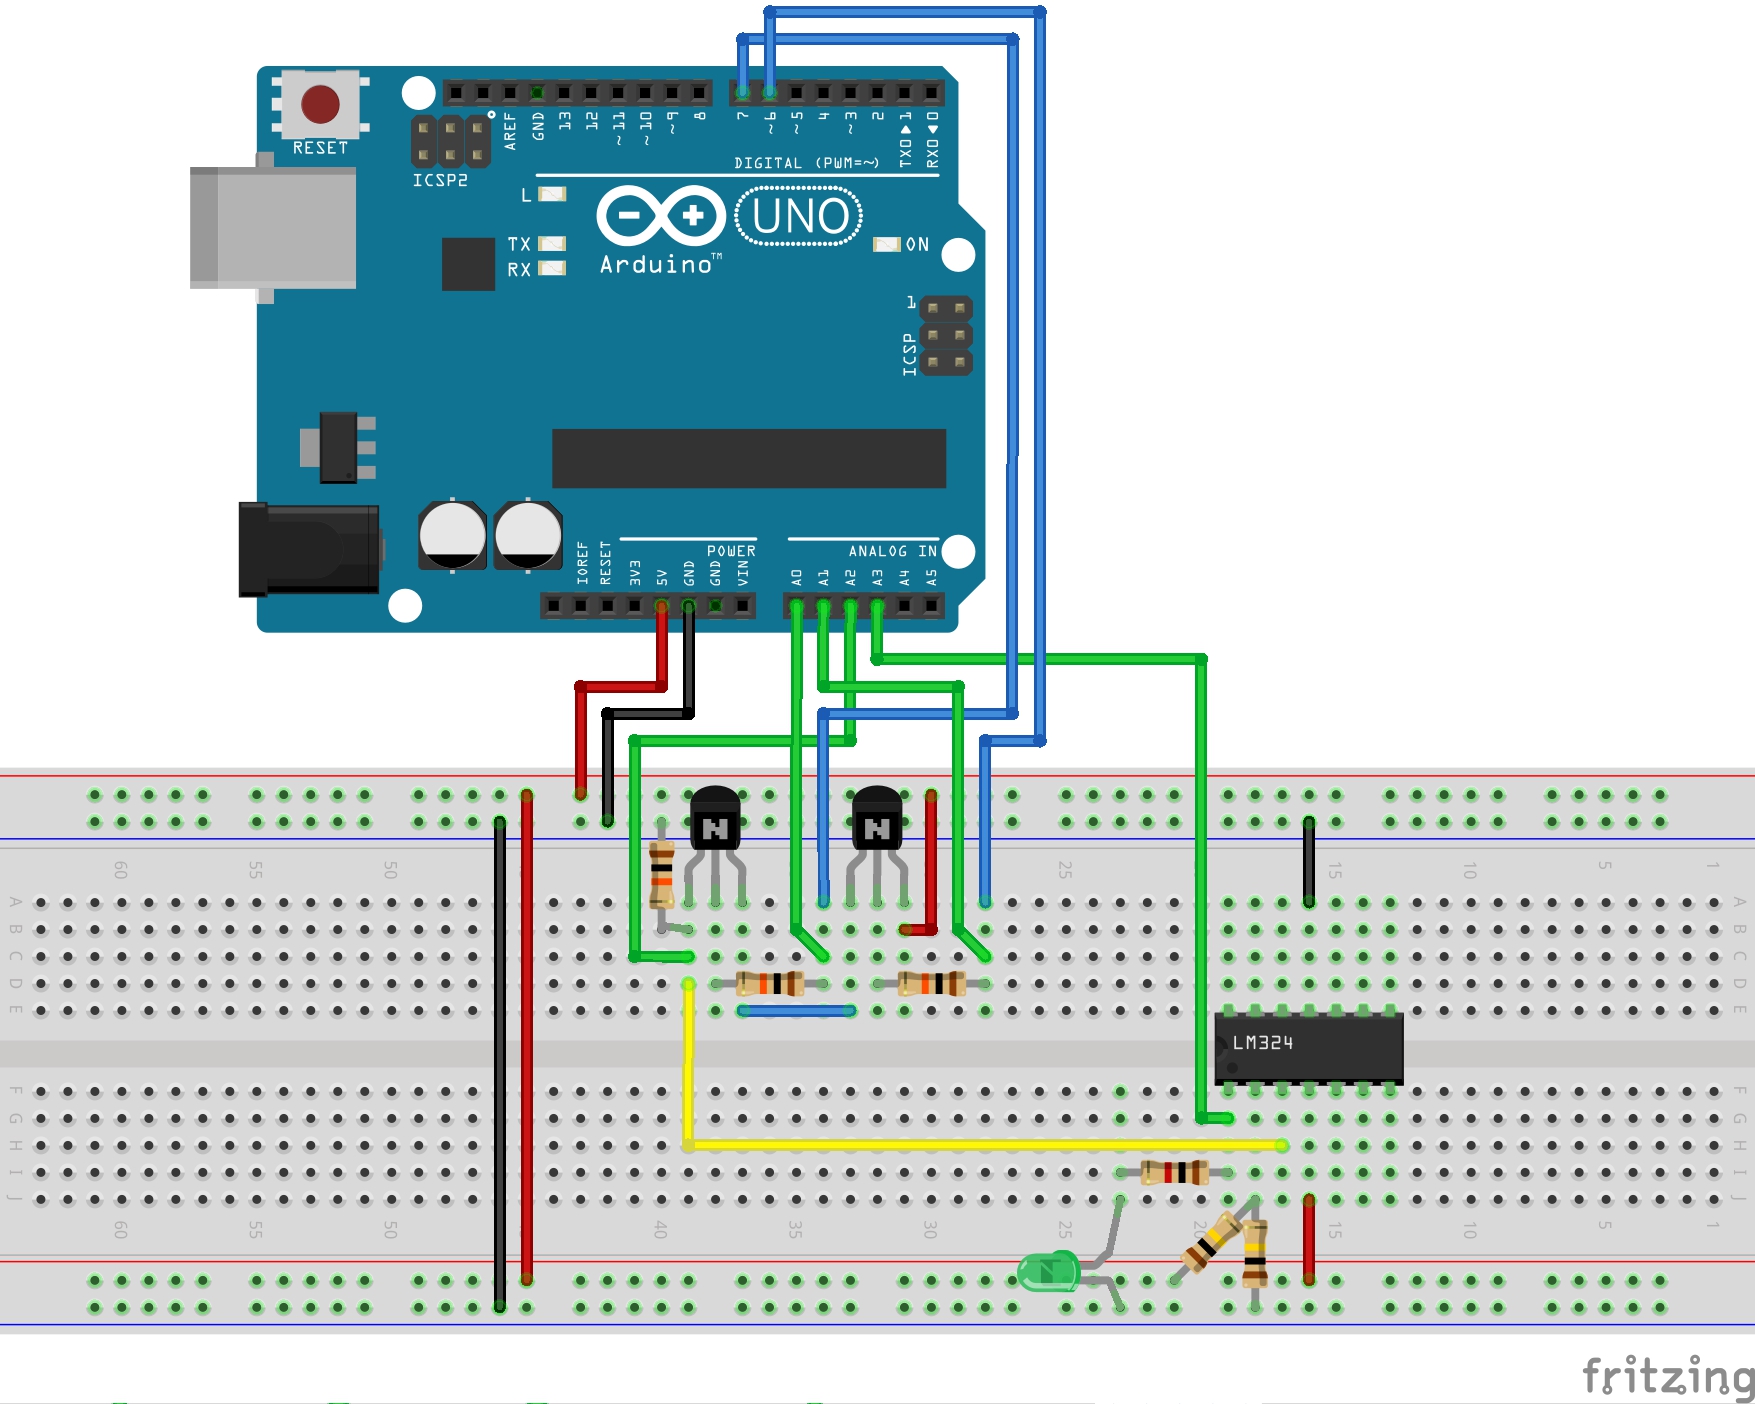 RESET
ICSP2
AREF
GND
13
12
~11
~10
~9
8
7
~6
~5
4
~3
2
TX0▶1
RX0◀0
DIGITAL (PWM=~)
L
TX
RX
UNO
Arduino™
ON
1
ICSP
IOREF
RESET
3V3
5V
GND
GND
VIN
POWER
ANALOG IN
A0
A1
A2
A3
A4
A5
N
N
60
55
50
25
15
10
5
1
A
B
C
D
E
A
B
C
D
E
LM324
F
G
H
I
J
F
G
H
I
J
60
55
50
40
35
30
25
20
15
10
5
1
N
fritzing